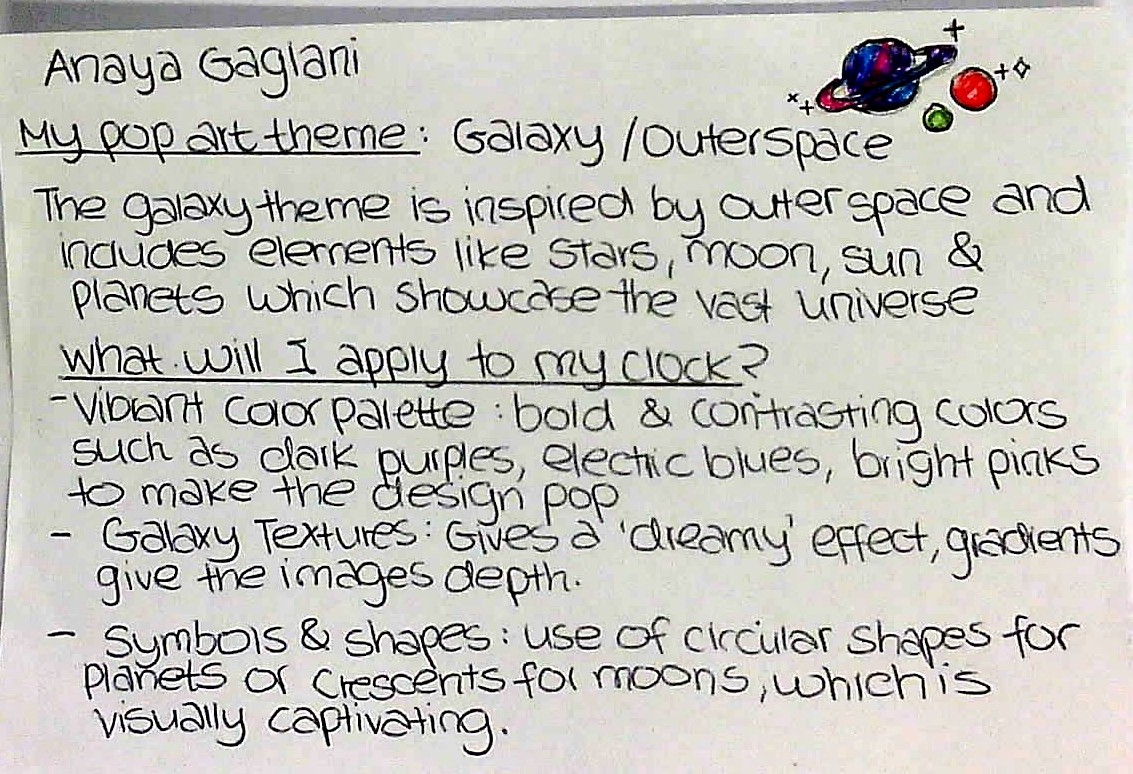 Anaya Gaglani
My pop art theme: Galaxy /outerspace
The galaxy theme is inspired by outer space and
includes elements like stars, moon, sun &
planets which showcase the vast universe
what will I apply to my clock?
- Vibrant color palette: bold & contrasting colors
such as dark purples, electric blues, bright pinks
to make the design pop
- Galaxy Textures: Gives a 'dreamy' effect, gradients
give the images depth.
- Symbols & shapes: use of circular shapes for
planets or crescents for moons, which is
visually captivating.